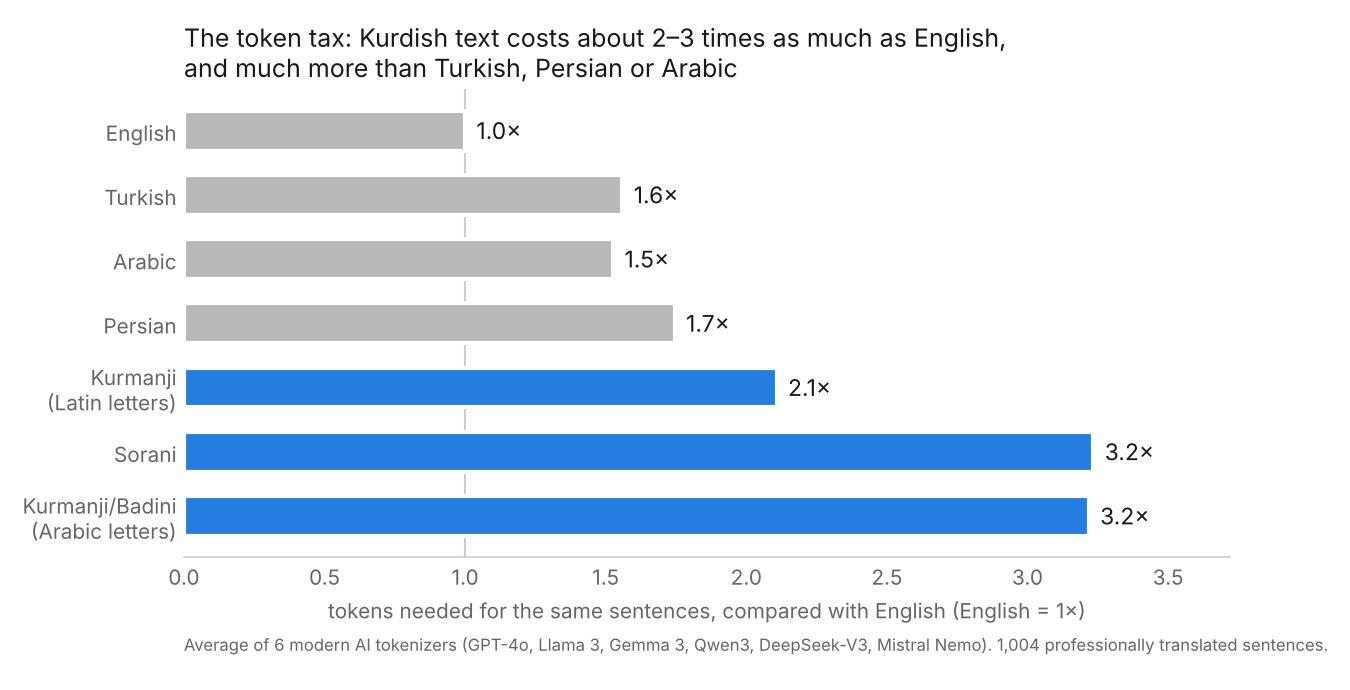 The token tax: Kurdish text costs about 2–3 times as much as English,
and much more than Turkish, Persian or Arabic
English
1.0×
Turkish
1.6×
Arabic
1.5×
Persian
1.7×
Kurmanji
(Latin letters)
2.1×
Sorani
3.2×
Kurmanji/Badini
(Arabic letters)
3.2×
0.0 0.5 1.0 1.5 2.0 2.5 3.0 3.5
tokens needed for the same sentences, compared with English (English = 1×)
Average of 6 modern AI tokenizers (GPT-4o, Llama 3, Gemma 3, Qwen3, DeepSeek-V3, Mistral Nemo). 1,004 professionally translated sentences.